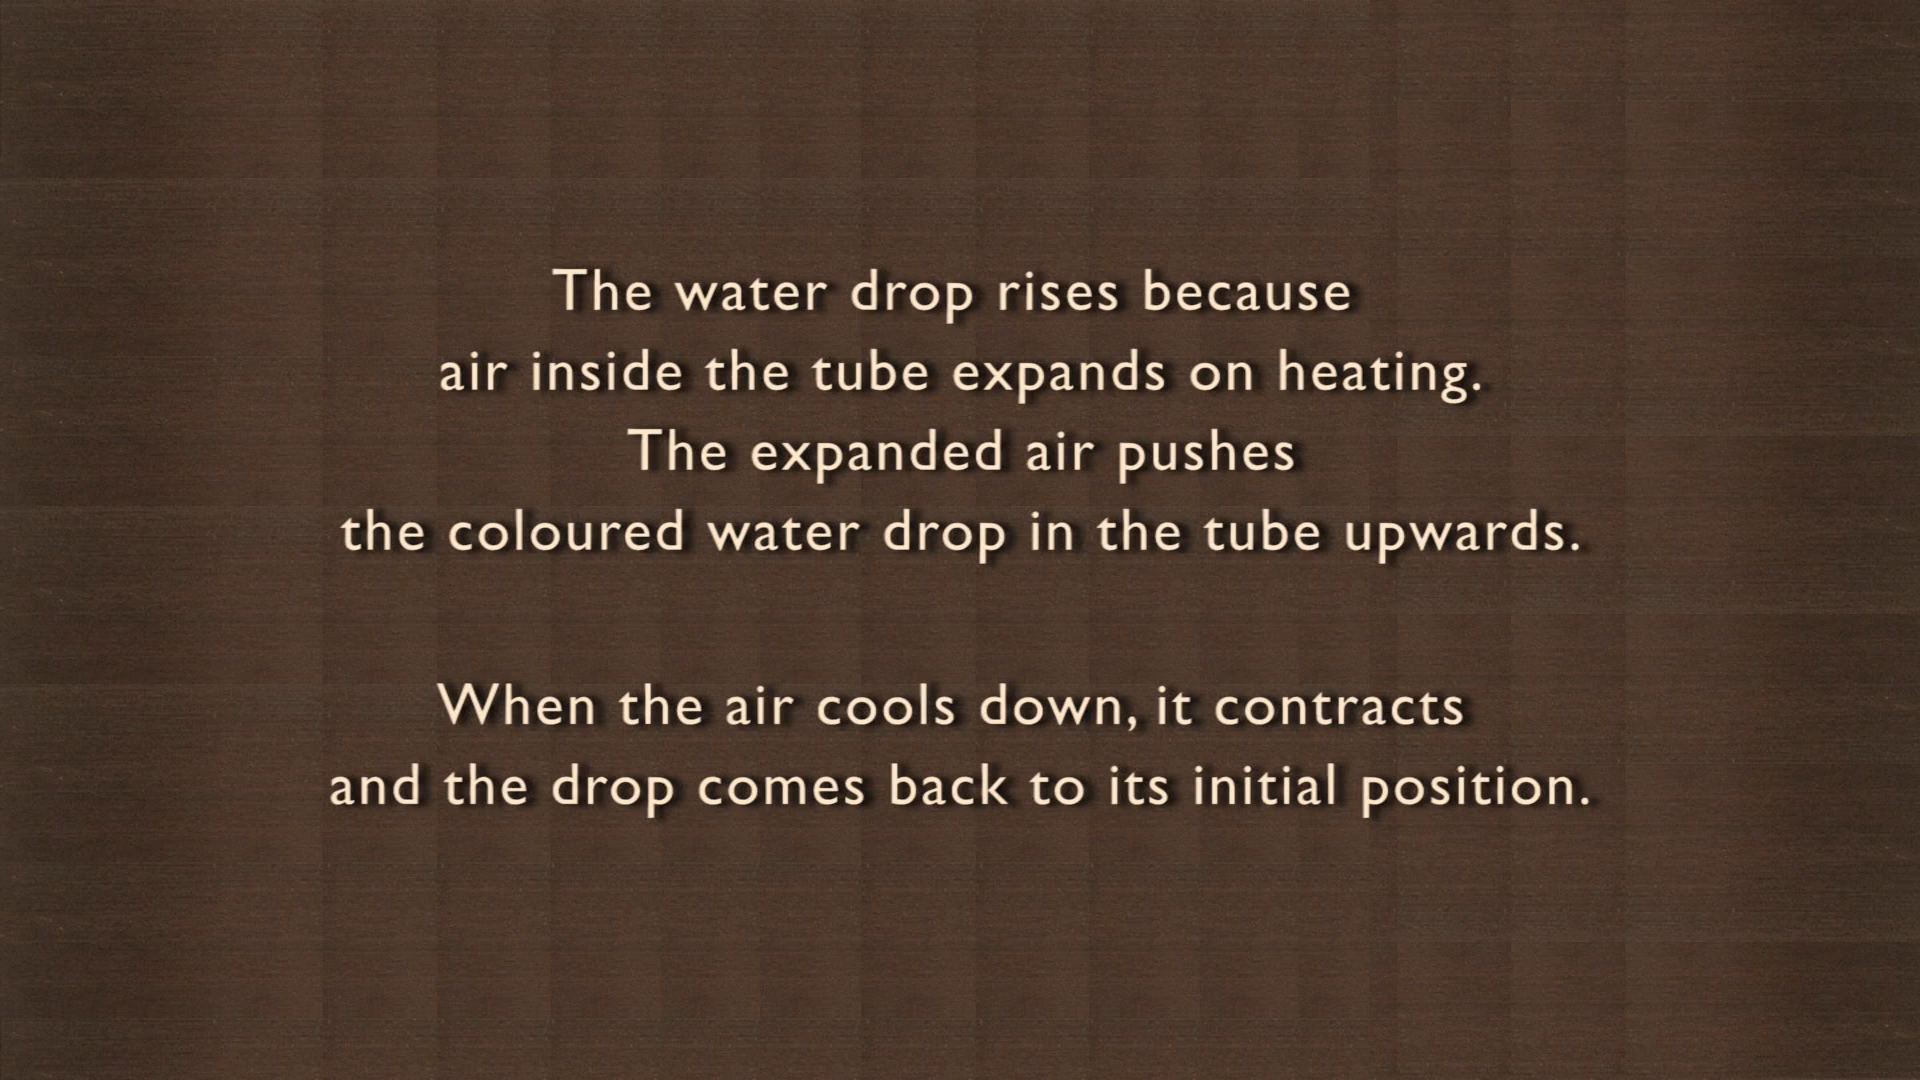 The water drop rises because
air inside the tube expands on heating.
The expanded air pushes
the coloured water drop in the tube upwards.
When the air cools down, it contracts
and the drop comes back to its initial position.